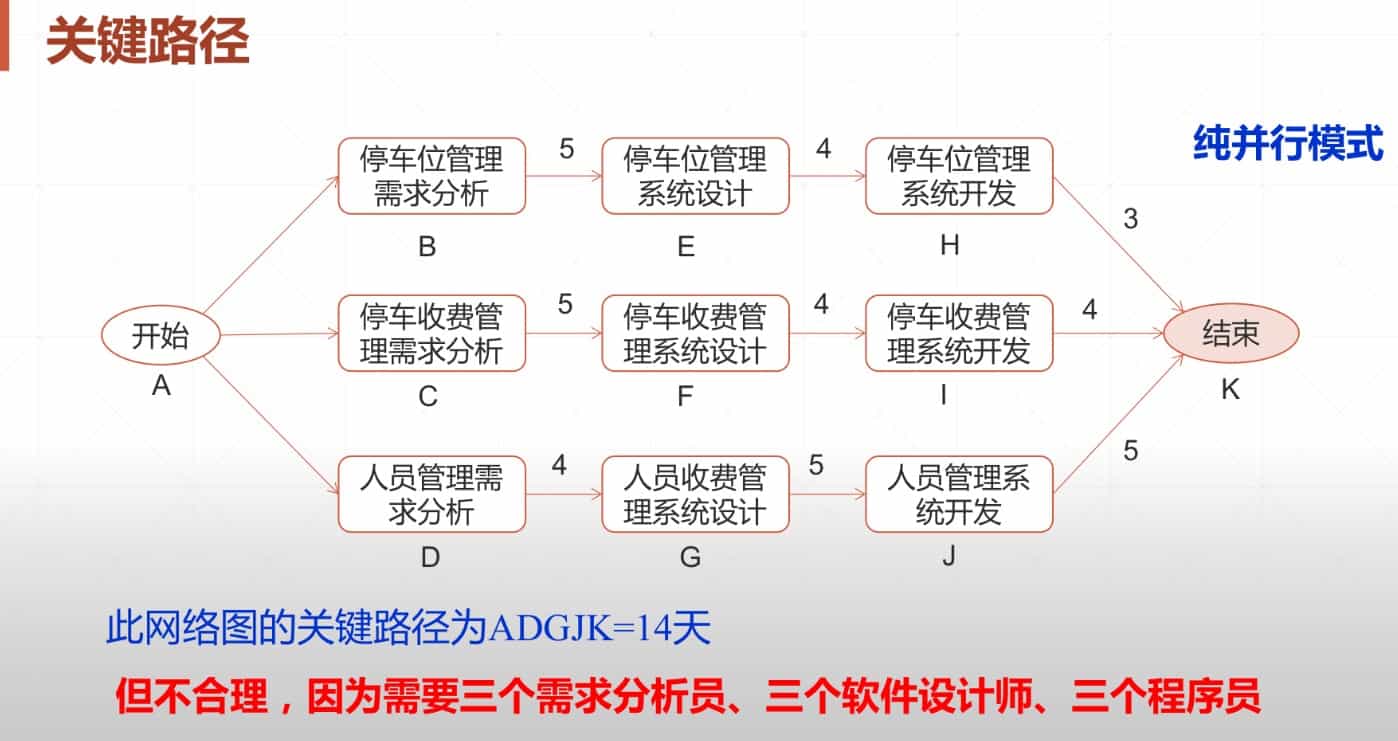 关键路径
纯并行模式
停车位管理
需求分析
5
停车位管理
系统设计
4
停车位管理
系统开发
3
B
E
H
开始
A
停车收费管
理需求分析
5
停车收费管
理系统设计
4
停车收费管
理系统开发
4
结束
K
C
F
I
人员管理需
求分析
4
人员收费管
理系统设计
5
人员管理系
统开发
5
D
G
J
此网络图的关键路径为ADGJK=14天
但不合理，因为需要三个需求分析员、三个软件设计师、三个程序员